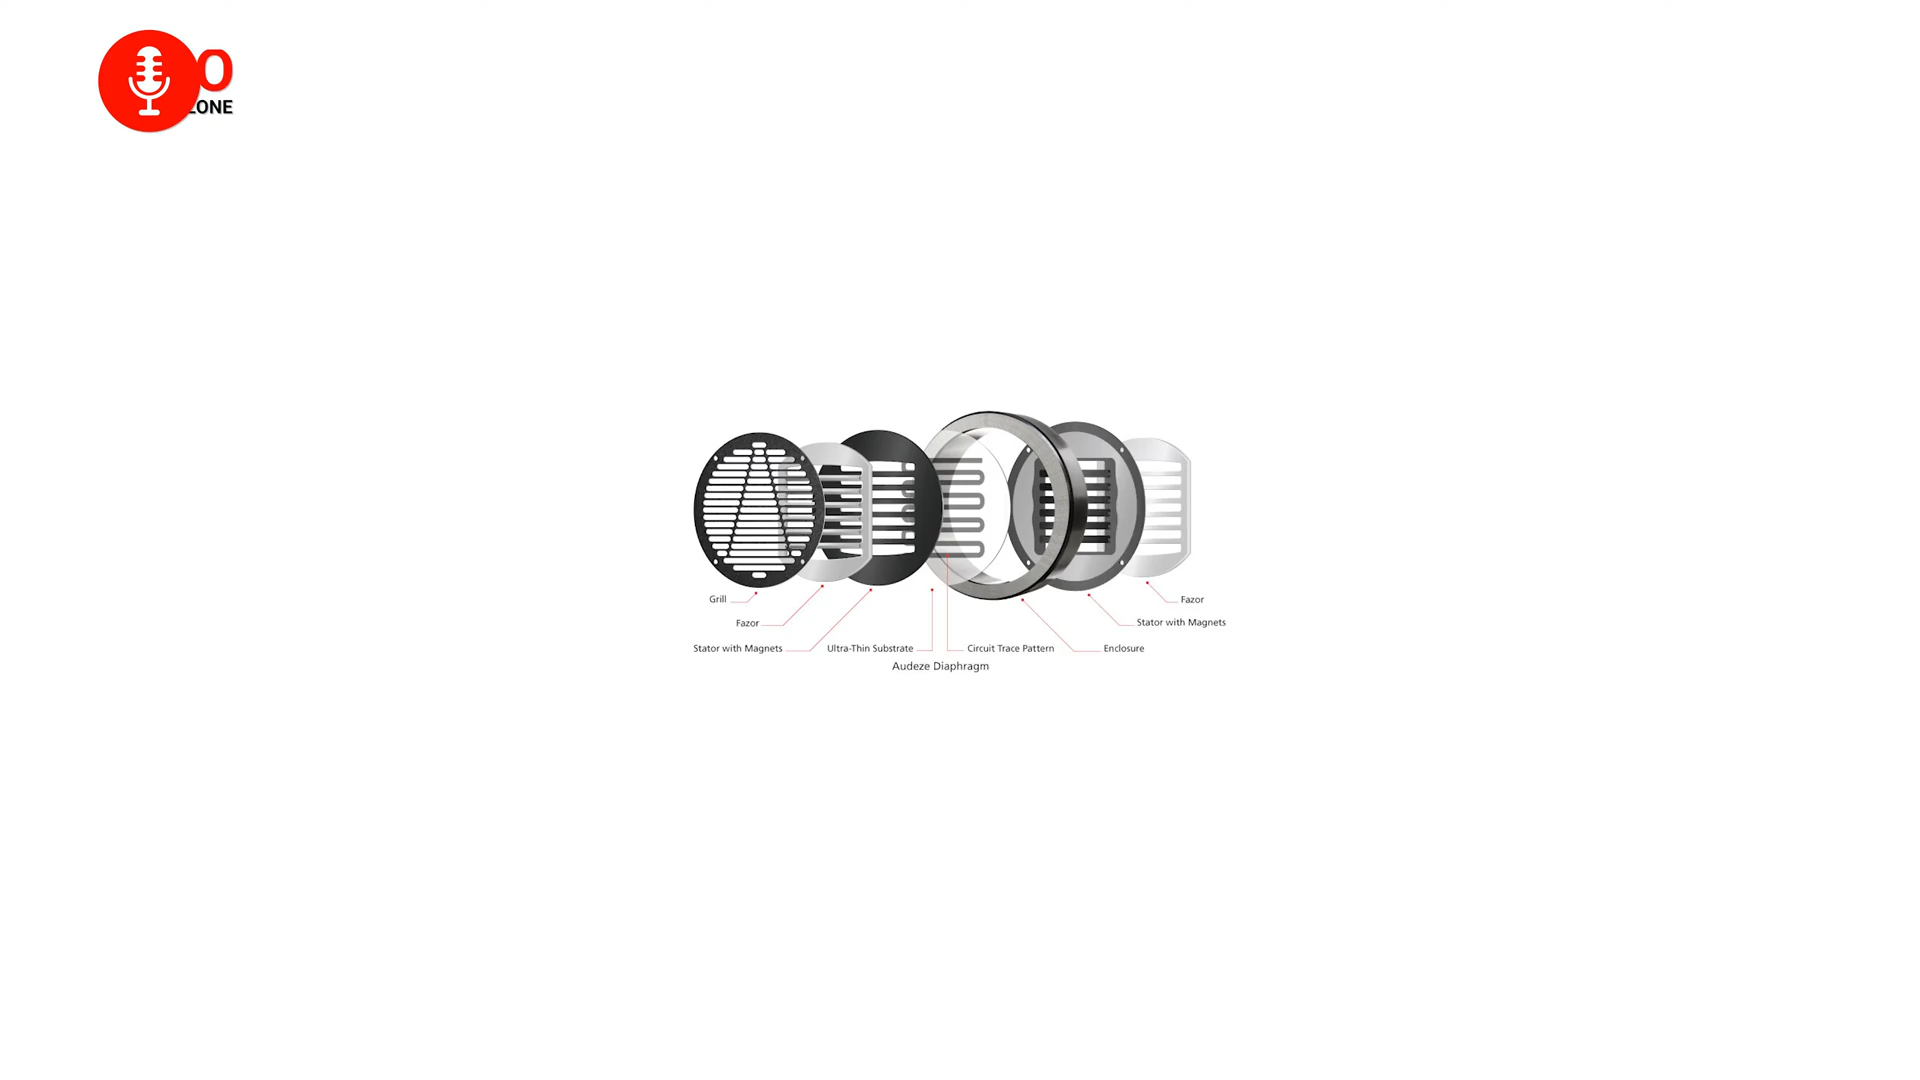 O
ZONE
Grill
Fazor
Fazor
Stator with Magnets
Stator with Magnets
Ultra-Thin Substrate
Circuit Trace Pattern
Enclosure
Audeze Diaphragm